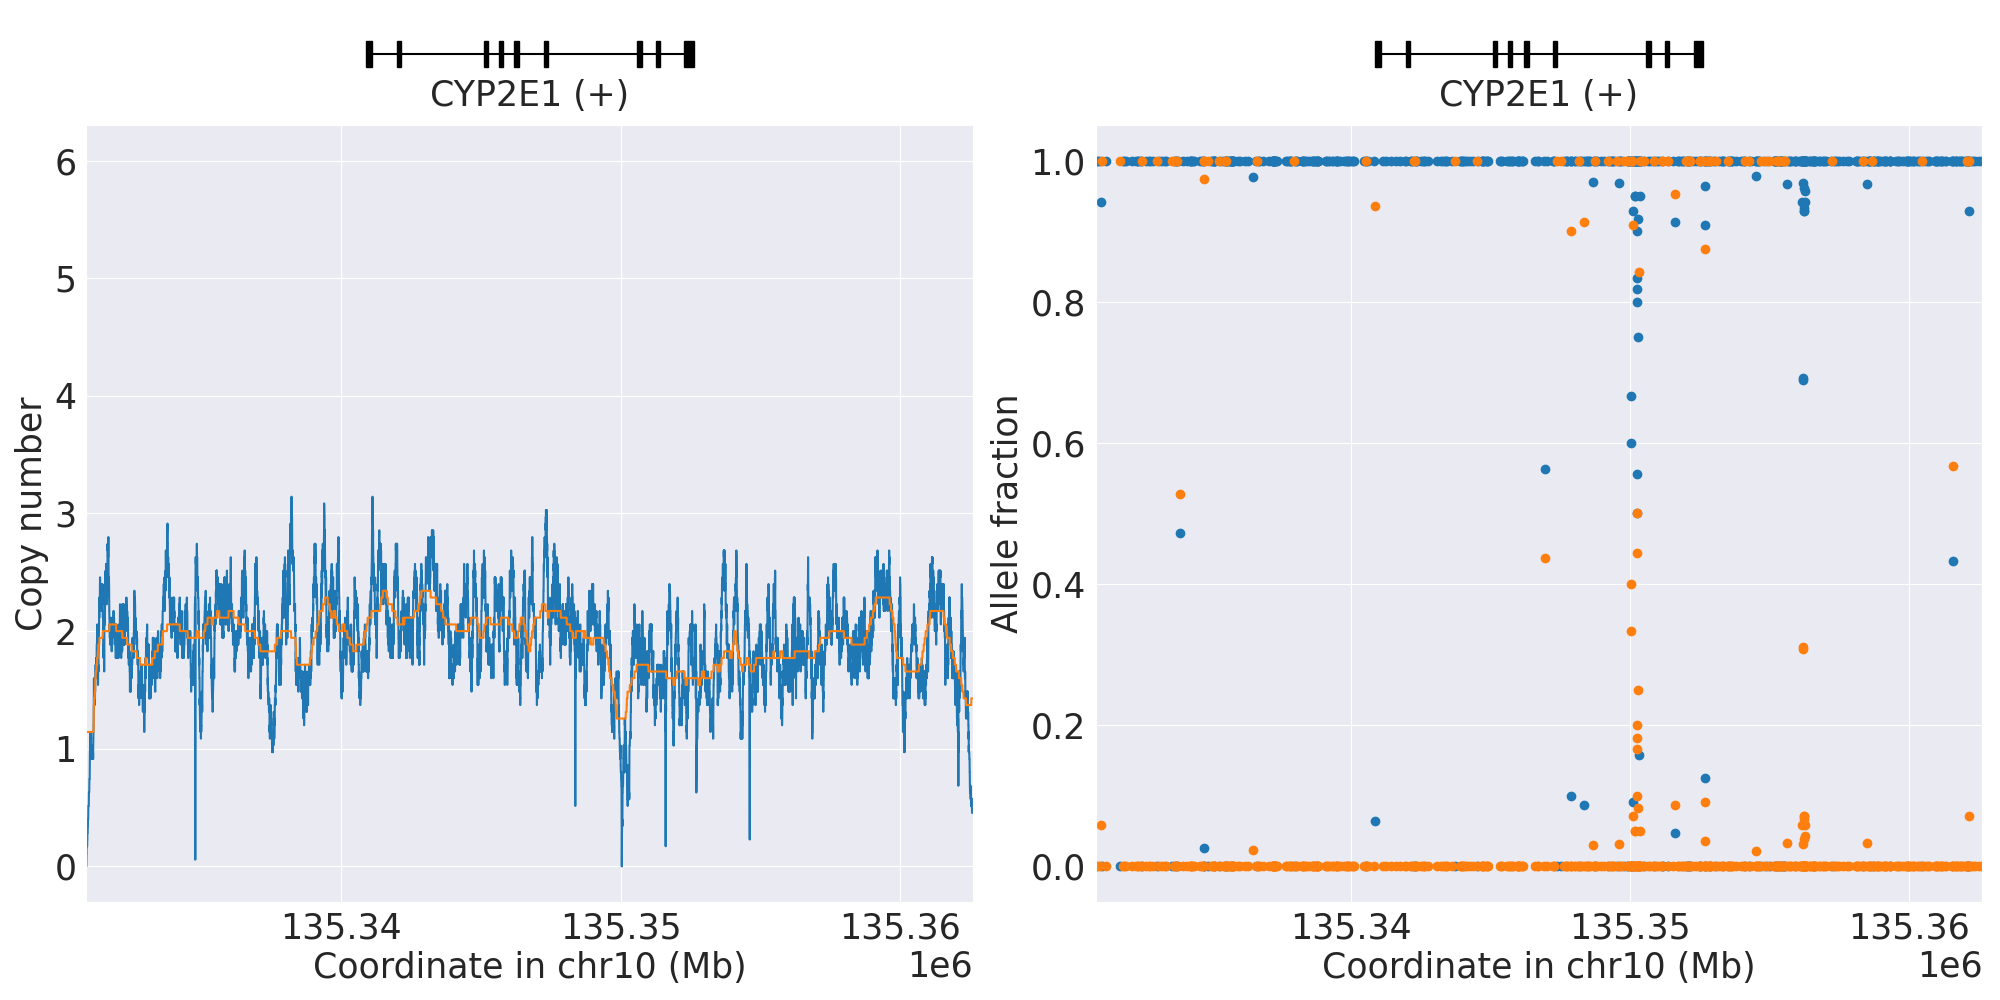 CYP2E1 (+)
6
5
4
3
2
1
0
Copy number
135.34
135.35
135.36
Coordinate in chr10 (Mb)
1e6
CYP2E1 (+)
1.0
0.8
0.6
0.4
0.2
0.0
Allele fraction
135.34
135.35
135.36
Coordinate in chr10 (Mb)
1e6